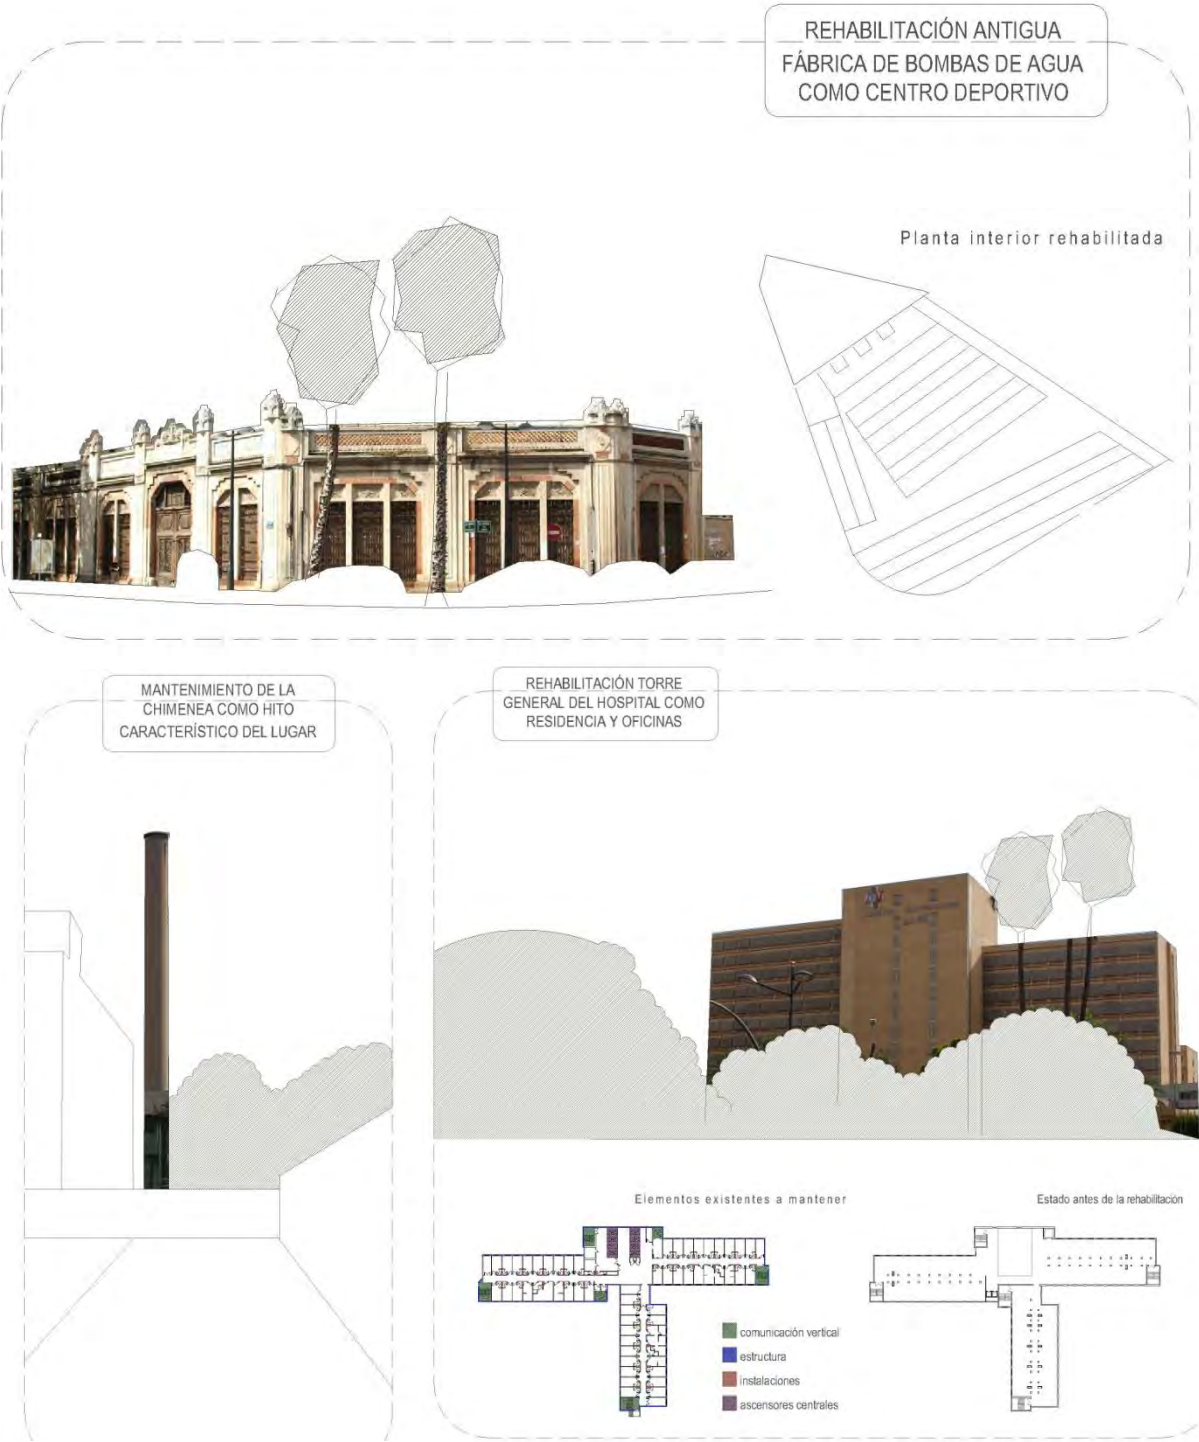 REHABILITACIÓN ANTIGUA
FÁBRICA DE BOMBAS DE AGUA
COMO CENTRO DEPORTIVO
Planta interior rehabilitada
MANTENIMIENTO DE LA
CHIMENEA COMO HITO
CARACTERÍSTICO DEL LUGAR
REHABILITACIÓN TORRE
GENERAL DEL HOSPITAL COMO
RESIDENCIA Y OFICINAS
Elementos existentes a mantener
Estado antes de la rehabilitación
comunicación vertical
estructura
instalaciones
ascensores centrales